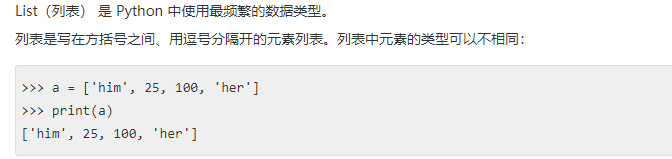 List（列表） 是 Python 中使用最频繁的数据类型。
列表是写在方括号之间、用逗号分隔开的元素列表。列表中元素的类型可以不相同：
>>> a = ['him', 25, 100, 'her']
>>> print(a)
['him', 25, 100, 'her']